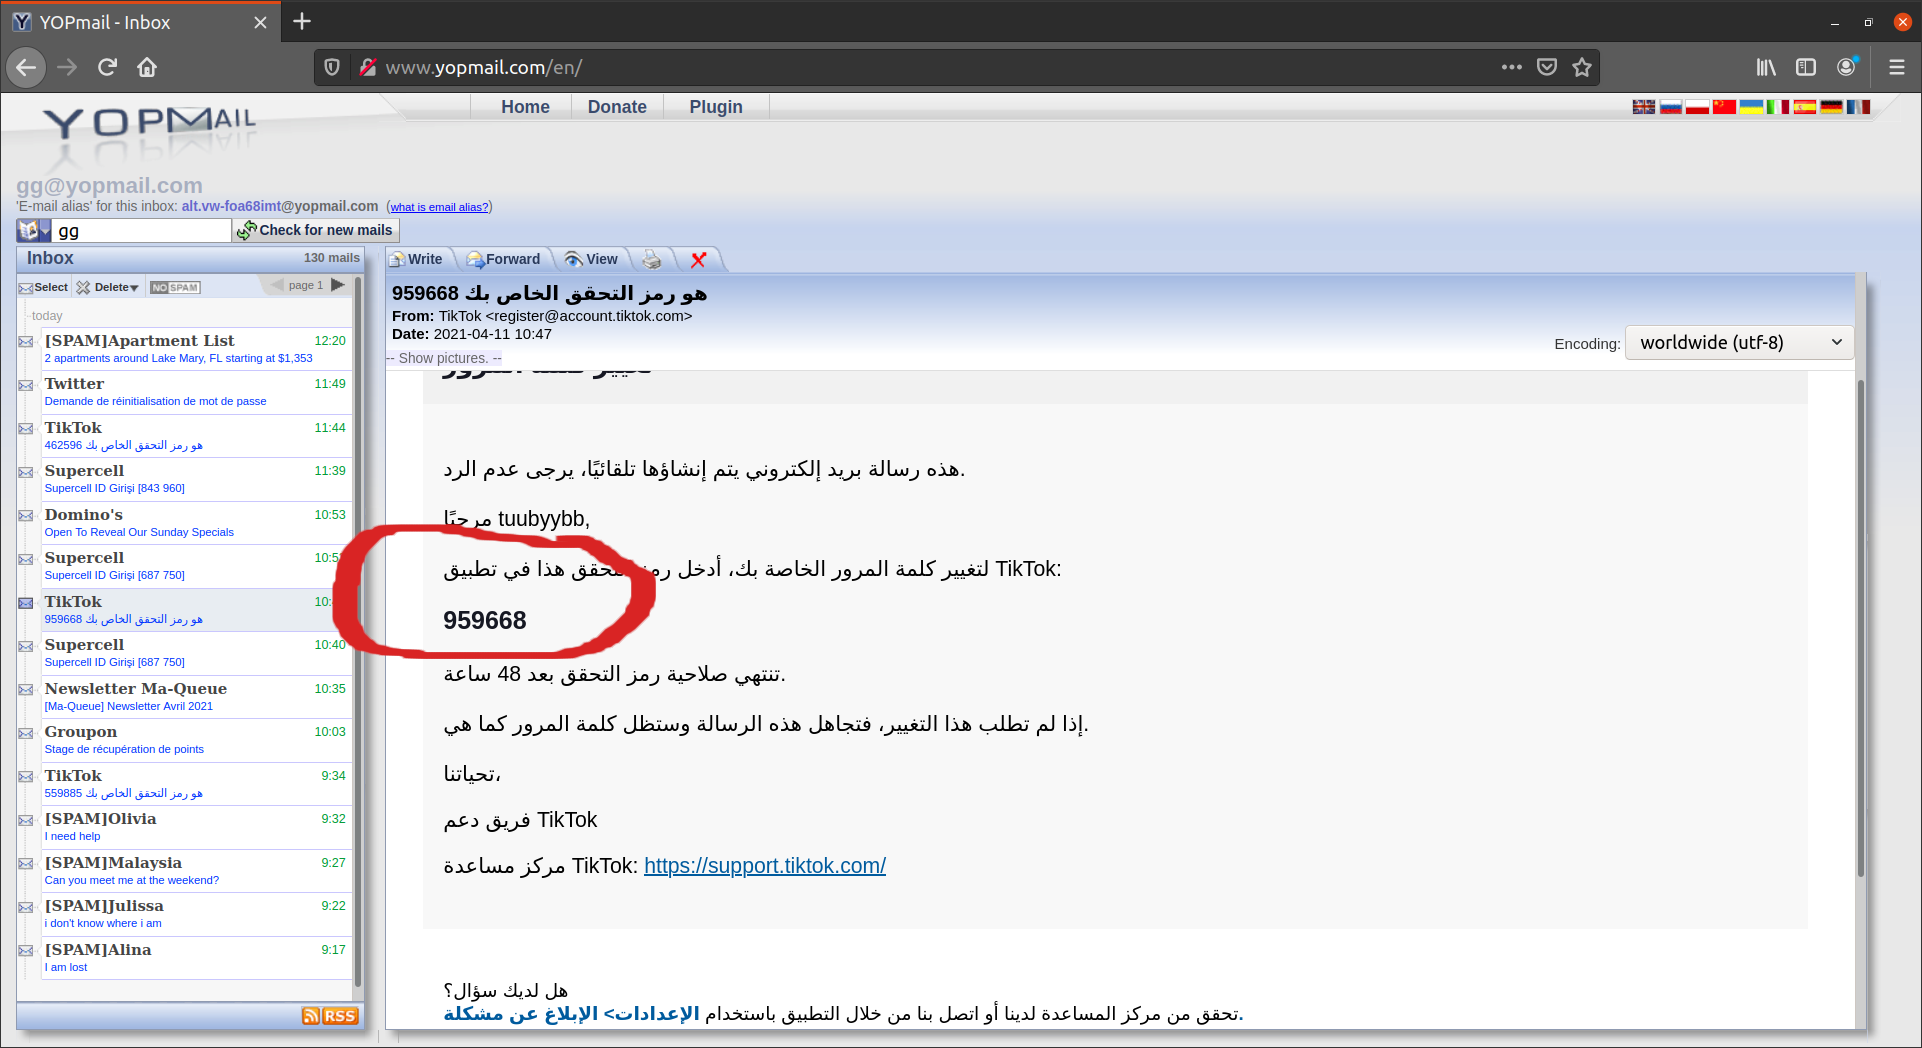 YOPmail - Inbox
www.yopmail.com/en/
YOPMAIL
Home
Donate
Plugin
gg@yopmail.com
'E-mail alias' for this inbox: alt.vw-foa68imt@yopmail.com (what is email alias?)
gg
Check for new mails
Inbox
130 mails
Select
Delete
NO SPAM
page 1
today
[SPAM]Apartment List 12:20
2 apartments around Lake Mary, FL starting at $1,353
Twitter 11:49
Demande de réinitialisation de mot de passe
TikTok 11:44
462596 هو رمز التحقق الخاص بك
Supercell 11:39
Supercell ID Girişi [843 960]
Domino's 10:53
Open To Reveal Our Sunday Specials
Supercell
Supercell ID Girişi [687 750]
TikTok
959668 هو رمز التحقق الخاص بك
Supercell 10:40
Supercell ID Girişi [687 750]
Newsletter Ma-Queue 10:35
[Ma-Queue] Newsletter Avril 2021
Groupon 10:03
Stage de récupération de points
TikTok 9:34
559885 هو رمز التحقق الخاص بك
[SPAM]Olivia 9:32
I need help
[SPAM]Malaysia 9:27
Can you meet me at the weekend?
[SPAM]Julissa 9:22
i don't know where i am
[SPAM]Alina 9:17
I am lost
RSS
Write
Forward
View
959668 هو رمز التحقق الخاص بك
From: TikTok <register@account.tiktok.com>
Date: 2021-04-11 10:47
-- Show pictures. --
Encoding: worldwide (utf-8)
هذه رسالة بريد إلكتروني يتم إنشاؤها تلقائيًا، يرجى عدم الرد.
مرحبًا tuubyybb,
لتغيير كلمة المرور الخاصة بك، أدخل رمز التحقق هذا في تطبيق TikTok:
959668
تنتهي صلاحية رمز التحقق بعد 48 ساعة.
إذا لم تطلب هذا التغيير، فتجاهل هذه الرسالة وستظل كلمة المرور كما هي.
تحياتنا،
فريق دعم TikTok
مركز مساعدة TikTok: https://support.tiktok.com/
هل لديك سؤال؟
تحقق من مركز المساعدة لدينا أو اتصل بنا من خلال التطبيق باستخدام الإعدادات> الإبلاغ عن مشكلة.